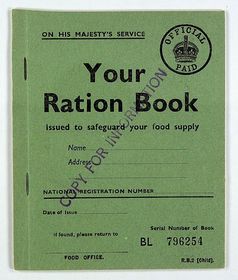 ON HIS MAJESTY'S SERVICE
OFFICIAL
PAID
Your
Ration Book
Issued to safeguard your food supply
Name
Address
COPY FOR INFORMATION
NATIONAL REGISTRATION NUMBER
Date of Issue
Serial Number of Book
If found, please return to
BL 796254
FOOD OFFICE.
R.B.2 [Child].